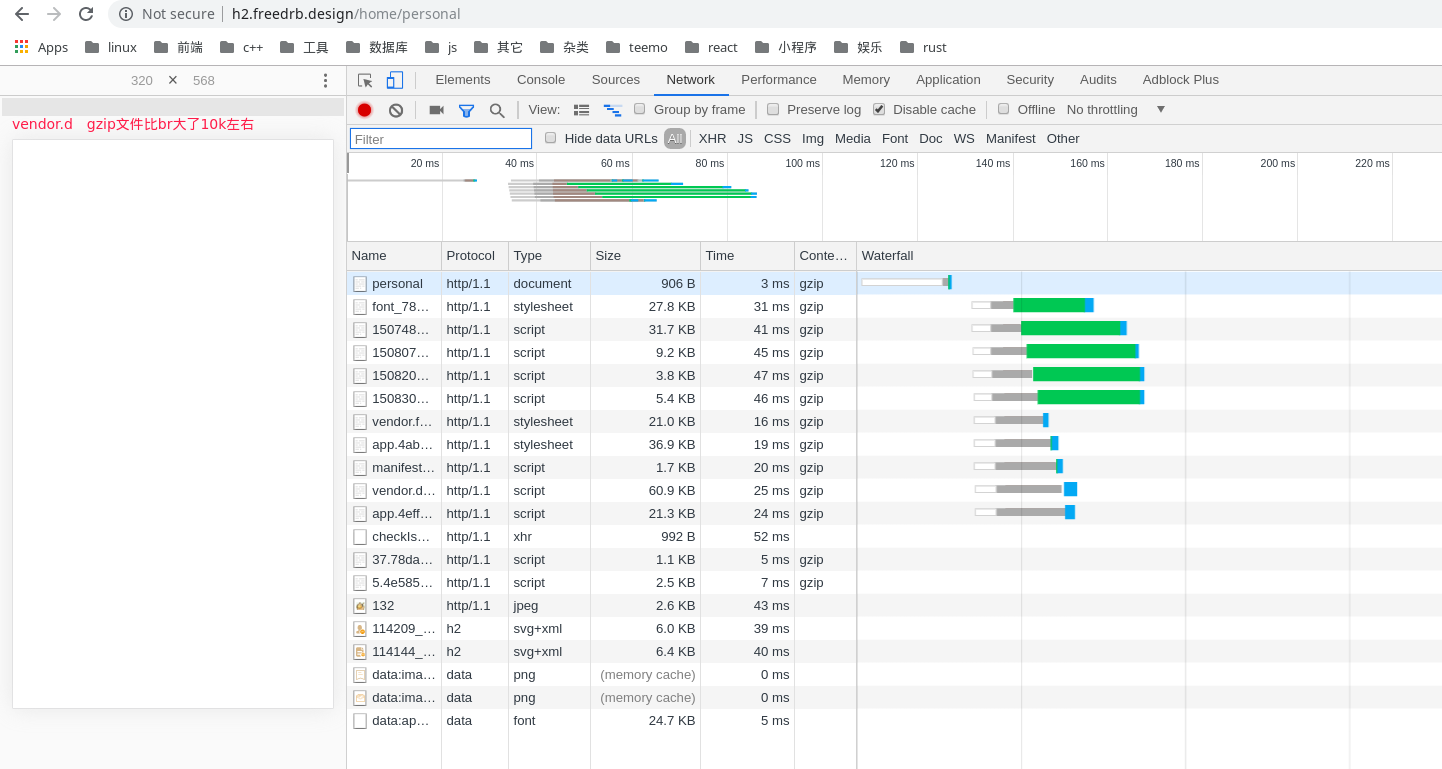 Not secure h2.freedrb.design/home/personal
Apps linux 前端 c++ 工具 数据库 js 其它 杂类 teemo react 小程序 娱乐 rust
320 × 568 Elements Console Sources Network Performance Memory Application Security Audits Adblock Plus
View: Group by frame Preserve log Disable cache Offline No throttling
vendor.d gzip文件比br大了10k左右
Filter Hide data URLs All XHR JS CSS Img Media Font Doc WS Manifest Other
20 ms 40 ms 60 ms 80 ms 100 ms 120 ms 140 ms 160 ms 180 ms 200 ms 220 ms
Name Protocol Type Size Time Conte… Waterfall
personal http/1.1 document 906 B 3 ms gzip
font_78… http/1.1 stylesheet 27.8 KB 31 ms gzip
150748… http/1.1 script 31.7 KB 41 ms gzip
150807… http/1.1 script 9.2 KB 45 ms gzip
150820… http/1.1 script 3.8 KB 47 ms gzip
150830… http/1.1 script 5.4 KB 46 ms gzip
vendor.f… http/1.1 stylesheet 21.0 KB 16 ms gzip
app.4ab… http/1.1 stylesheet 36.9 KB 19 ms gzip
manifest… http/1.1 script 1.7 KB 20 ms gzip
vendor.d… http/1.1 script 60.9 KB 25 ms gzip
app.4eff… http/1.1 script 21.3 KB 24 ms gzip
checkIs… http/1.1 xhr 992 B 52 ms
37.78da… http/1.1 script 1.1 KB 5 ms gzip
5.4e585… http/1.1 script 2.5 KB 7 ms gzip
132 http/1.1 jpeg 2.6 KB 43 ms
114209_… h2 svg+xml 6.0 KB 39 ms
114144_… h2 svg+xml 6.4 KB 40 ms
data:ima… data png (memory cache) 0 ms
data:ima… data png (memory cache) 0 ms
data:ap… data font 24.7 KB 5 ms